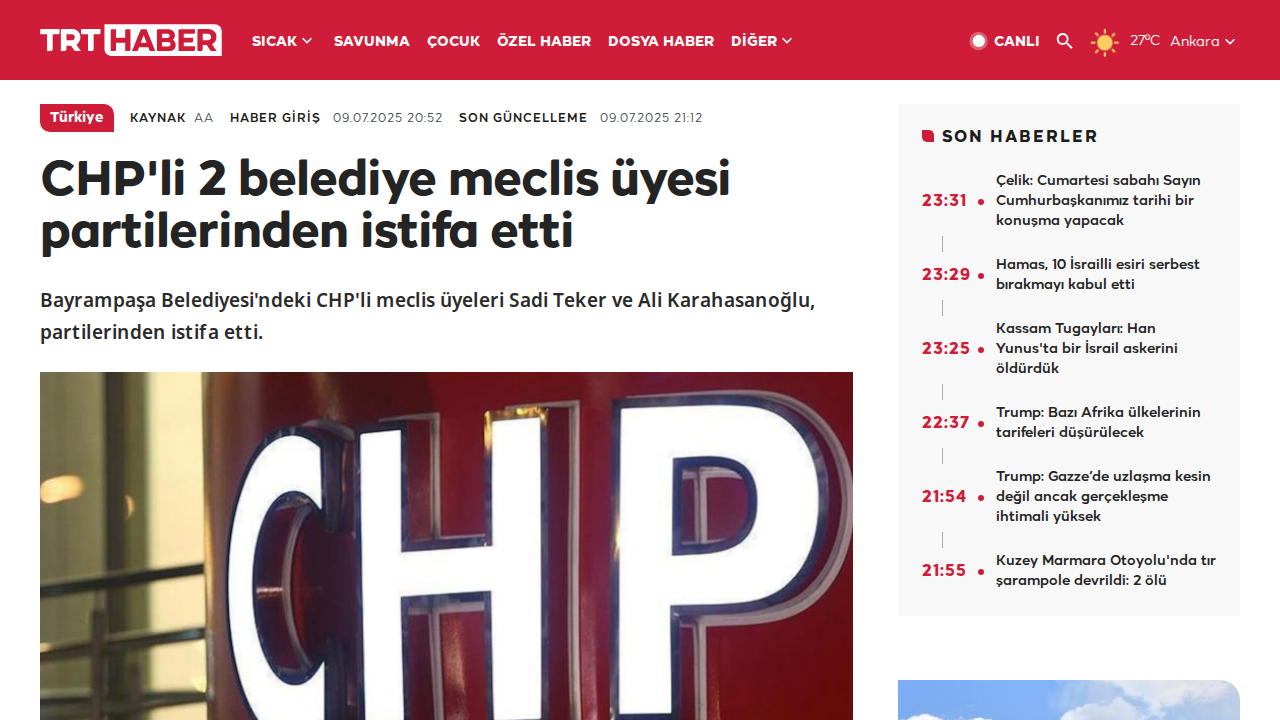 TRT HABER
SICAK
SAVUNMA
ÇOCUK
ÖZEL HABER
DOSYA HABER
DİĞER
CANLI
27ºC
Ankara
Türkiye
KAYNAK AA
HABER GİRİŞ 09.07.2025 20:52
SON GÜNCELLEME 09.07.2025 21:12
CHP'li 2 belediye meclis üyesi
partilerinden istifa etti
Bayrampaşa Belediyesi'ndeki CHP'li meclis üyeleri Sadi Teker ve Ali Karahasanoğlu,
partilerinden istifa etti.
CHP
SON HABERLER
23:31
Çelik: Cumartesi sabahı Sayın
Cumhurbaşkanımız tarihi bir
konuşma yapacak
23:29
Hamas, 10 İsrailli esiri serbest
bırakmayı kabul etti
23:25
Kassam Tugayları: Han
Yunus'ta bir İsrail askerini
öldürdük
22:37
Trump: Bazı Afrika ülkelerinin
tarifeleri düşürülecek
21:54
Trump: Gazze’de uzlaşma kesin
değil ancak gerçekleşme
ihtimali yüksek
21:55
Kuzey Marmara Otoyolu'nda tır
şarampole devrildi: 2 ölü